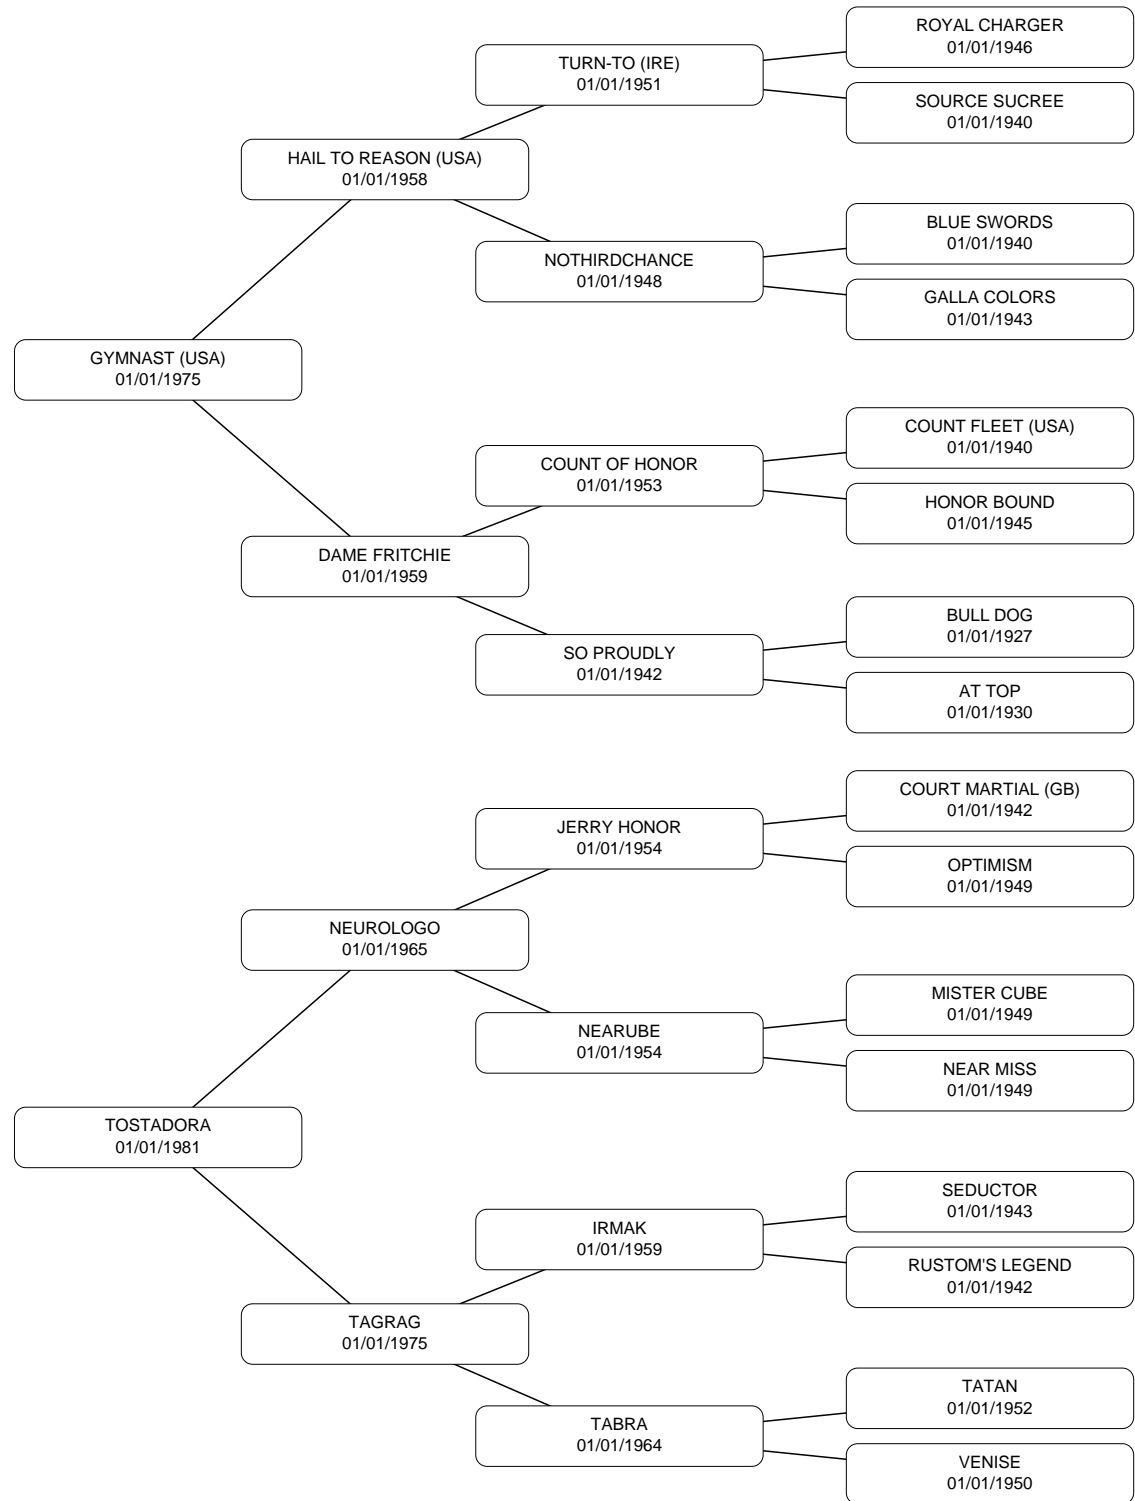 ROYAL CHARGER
01/01/1946
TURN-TO (IRE)
01/01/1951
SOURCE SUCREE
01/01/1940
HAIL TO REASON (USA)
01/01/1958
BLUE SWORDS
01/01/1940
NOTHIRDCHANCE
01/01/1948
GALLA COLORS
01/01/1943
GYMNAST (USA)
01/01/1975
COUNT FLEET (USA)
01/01/1940
COUNT OF HONOR
01/01/1953
HONOR BOUND
01/01/1945
DAME FRITCHIE
01/01/1959
BULL DOG
01/01/1927
SO PROUDLY
01/01/1942
AT TOP
01/01/1930
COURT MARTIAL (GB)
01/01/1942
JERRY HONOR
01/01/1954
OPTIMISM
01/01/1949
NEUROLOGO
01/01/1965
MISTER CUBE
01/01/1949
NEARUBE
01/01/1954
NEAR MISS
01/01/1949
TOSTADORA
01/01/1981
SEDUCTOR
01/01/1943
IRMAK
01/01/1959
RUSTOM'S LEGEND
01/01/1942
TAGRAG
01/01/1975
TATAN
01/01/1952
TABRA
01/01/1964
VENISE
01/01/1950